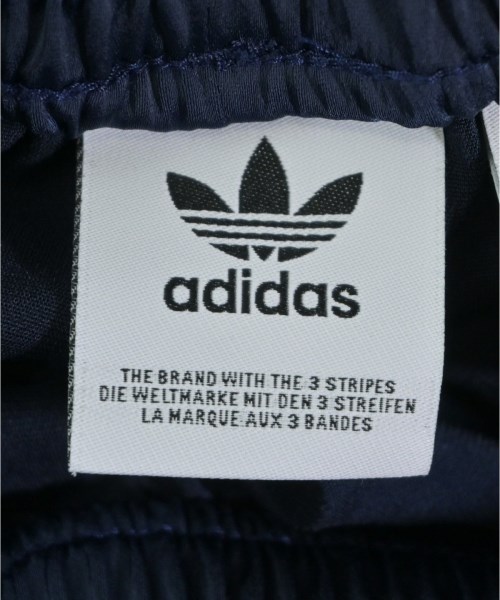 adidas
THE BRAND WITH THE 3 STRIPES
DIE WELTMARKE MIT DEN 3 STREIFEN
LA MARQUE AUX 3 BANDES